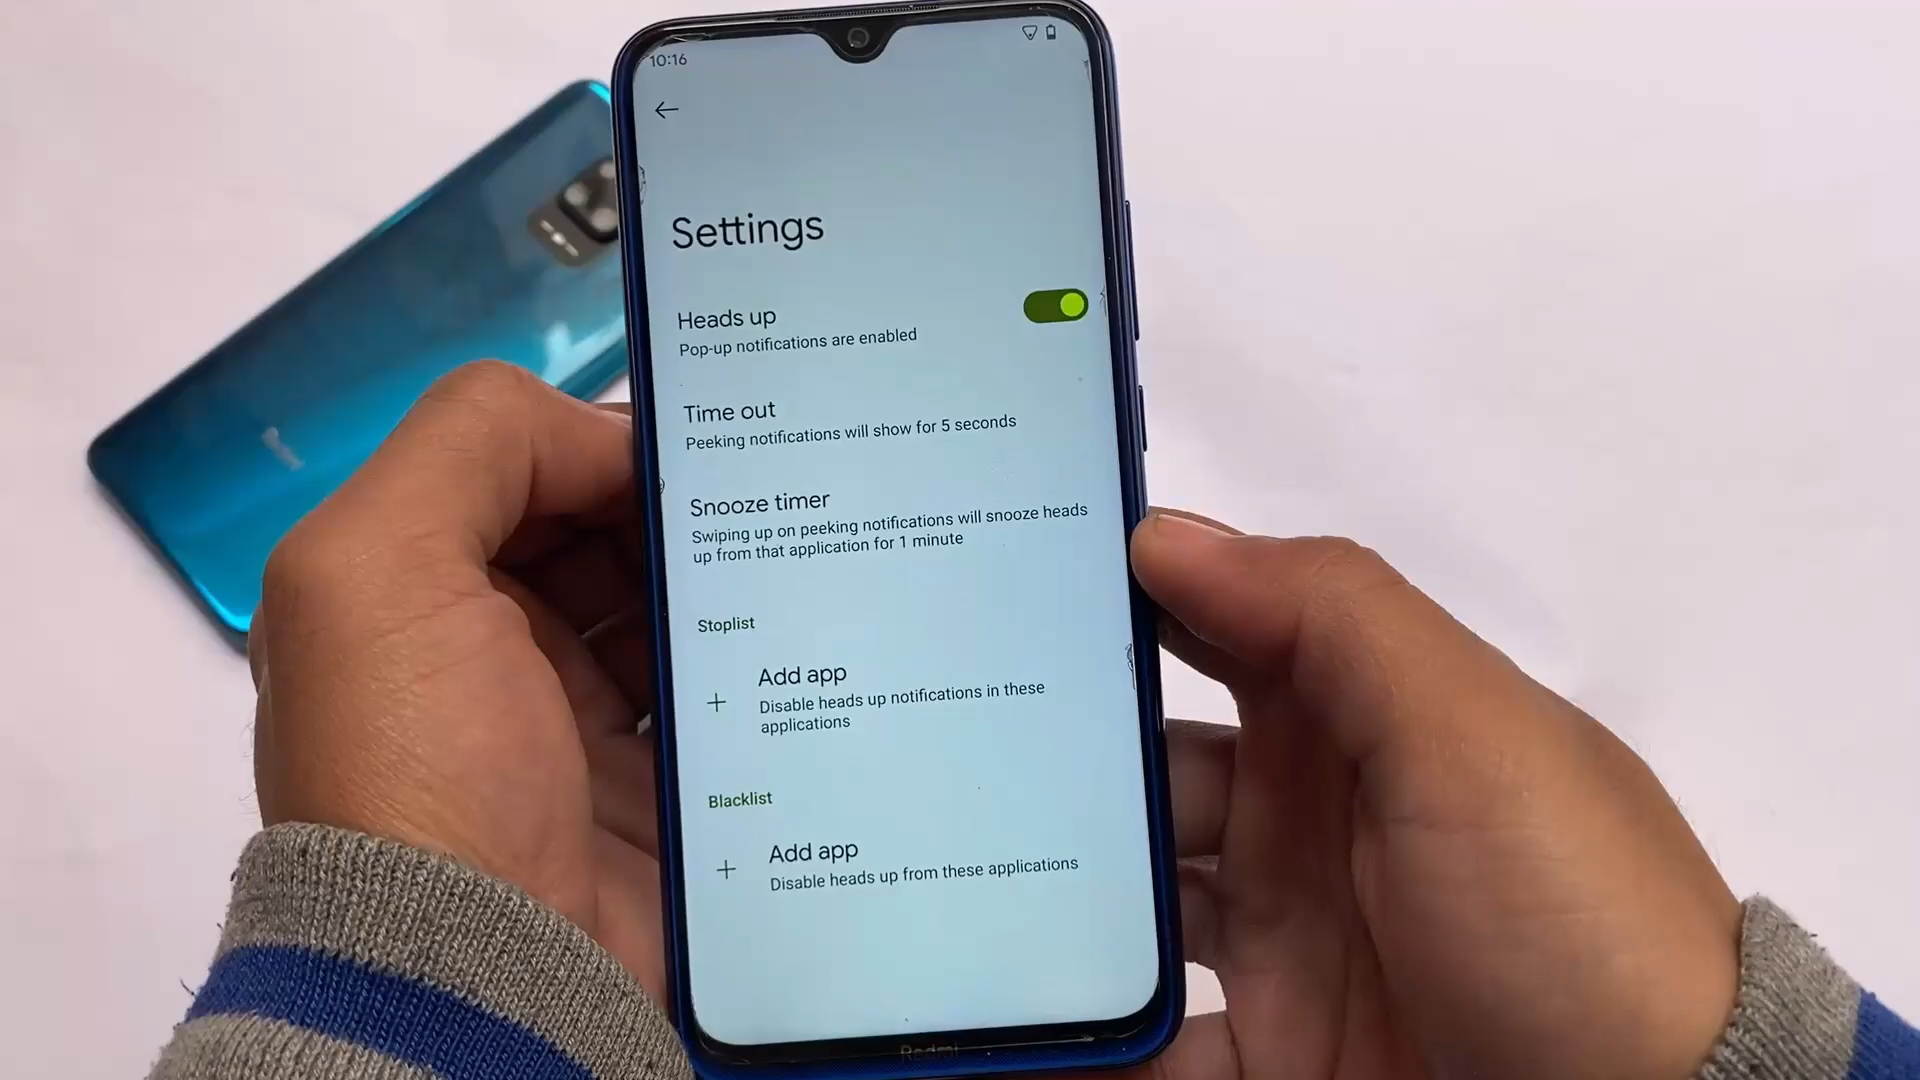 10:16
Settings
Heads up
Pop-up notifications are enabled
Time out
Peeking notifications will show for 5 seconds
Snooze timer
Swiping up on peeking notifications will snooze heads
up from that application for 1 minute
Stoplist
Add app
Disable heads up notifications in these
applications
Blacklist
Add app
Disable heads up from these applications
Redmi